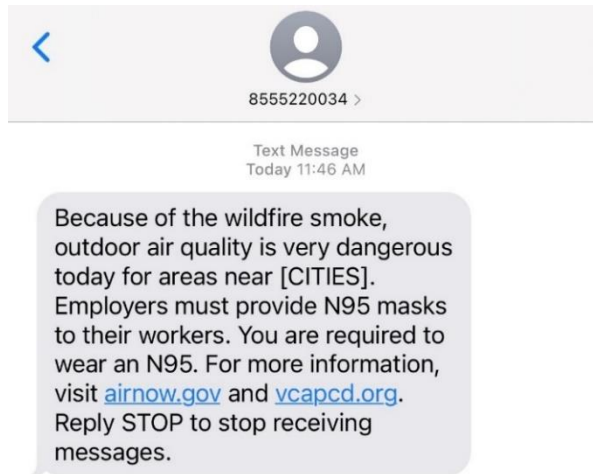 8555220034 >
Text Message
Today 11:46 AM
Because of the wildfire smoke,
outdoor air quality is very dangerous
today for areas near [CITIES].
Employers must provide N95 masks
to their workers. You are required to
wear an N95. For more information,
visit airnow.gov and vcapcd.org.
Reply STOP to stop receiving
messages.